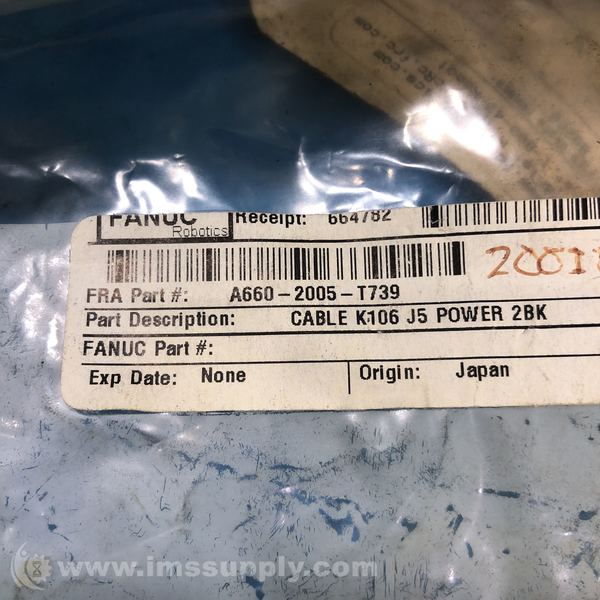 FANUC Receipt: 664782
Robotics
FRA Part #: A660-2005-T739
Part Description: CABLE K106 J5 POWER 2BK
FANUC Part #:
Exp Date: None Origin: Japan
www.imssupply.com